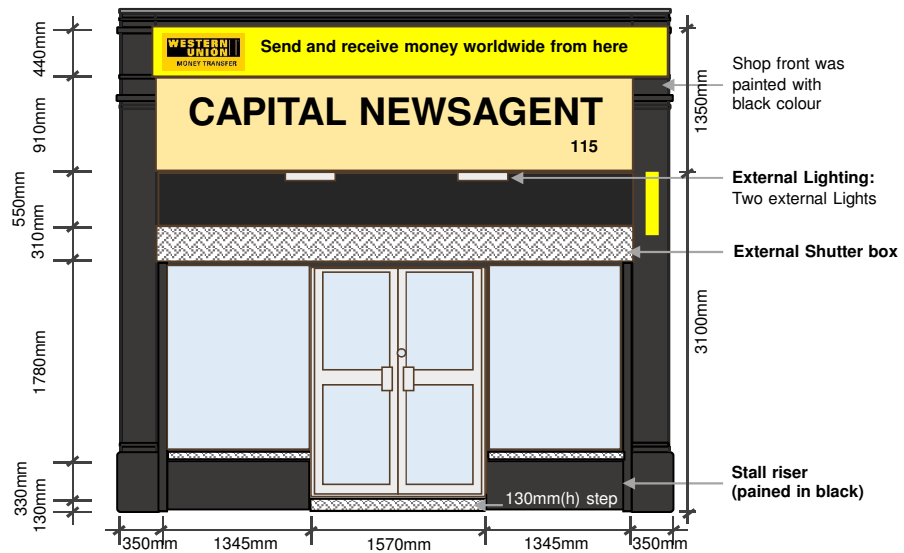 WESTERN
UNION
MONEY TRANSFER
Send and receive money worldwide from here
CAPITAL NEWSAGENT
115
Shop front was
painted with
black colour
External Lighting:
Two external Lights
External Shutter box
Stall riser
(pained in black)
130mm(h) step
440mm
910mm
550mm
310mm
1780mm
330mm
130mm
1350mm
3100mm
350mm
1345mm
1570mm
1345mm
350mm